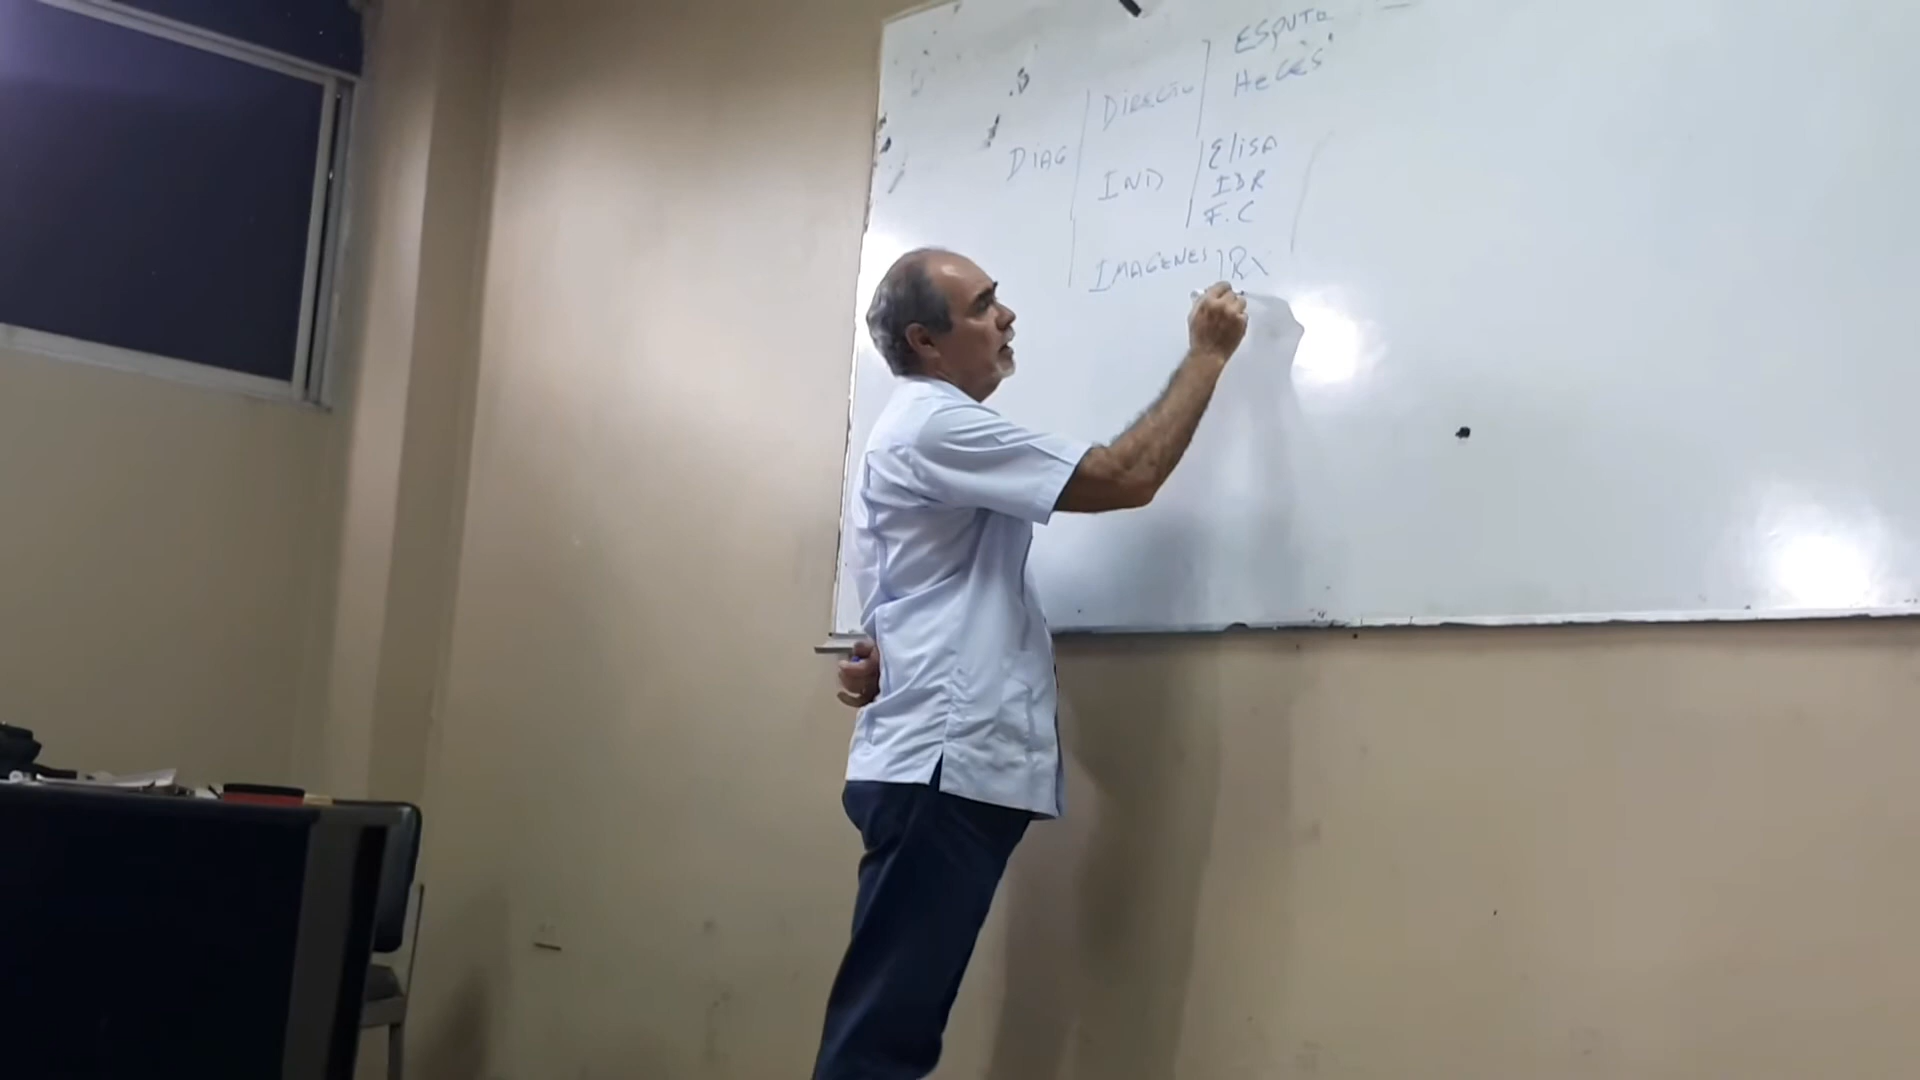 ESPUTO
HECES
DIRECTO
DIAG
ELISA
IND
IBR
F.C
IMAGENES
RX